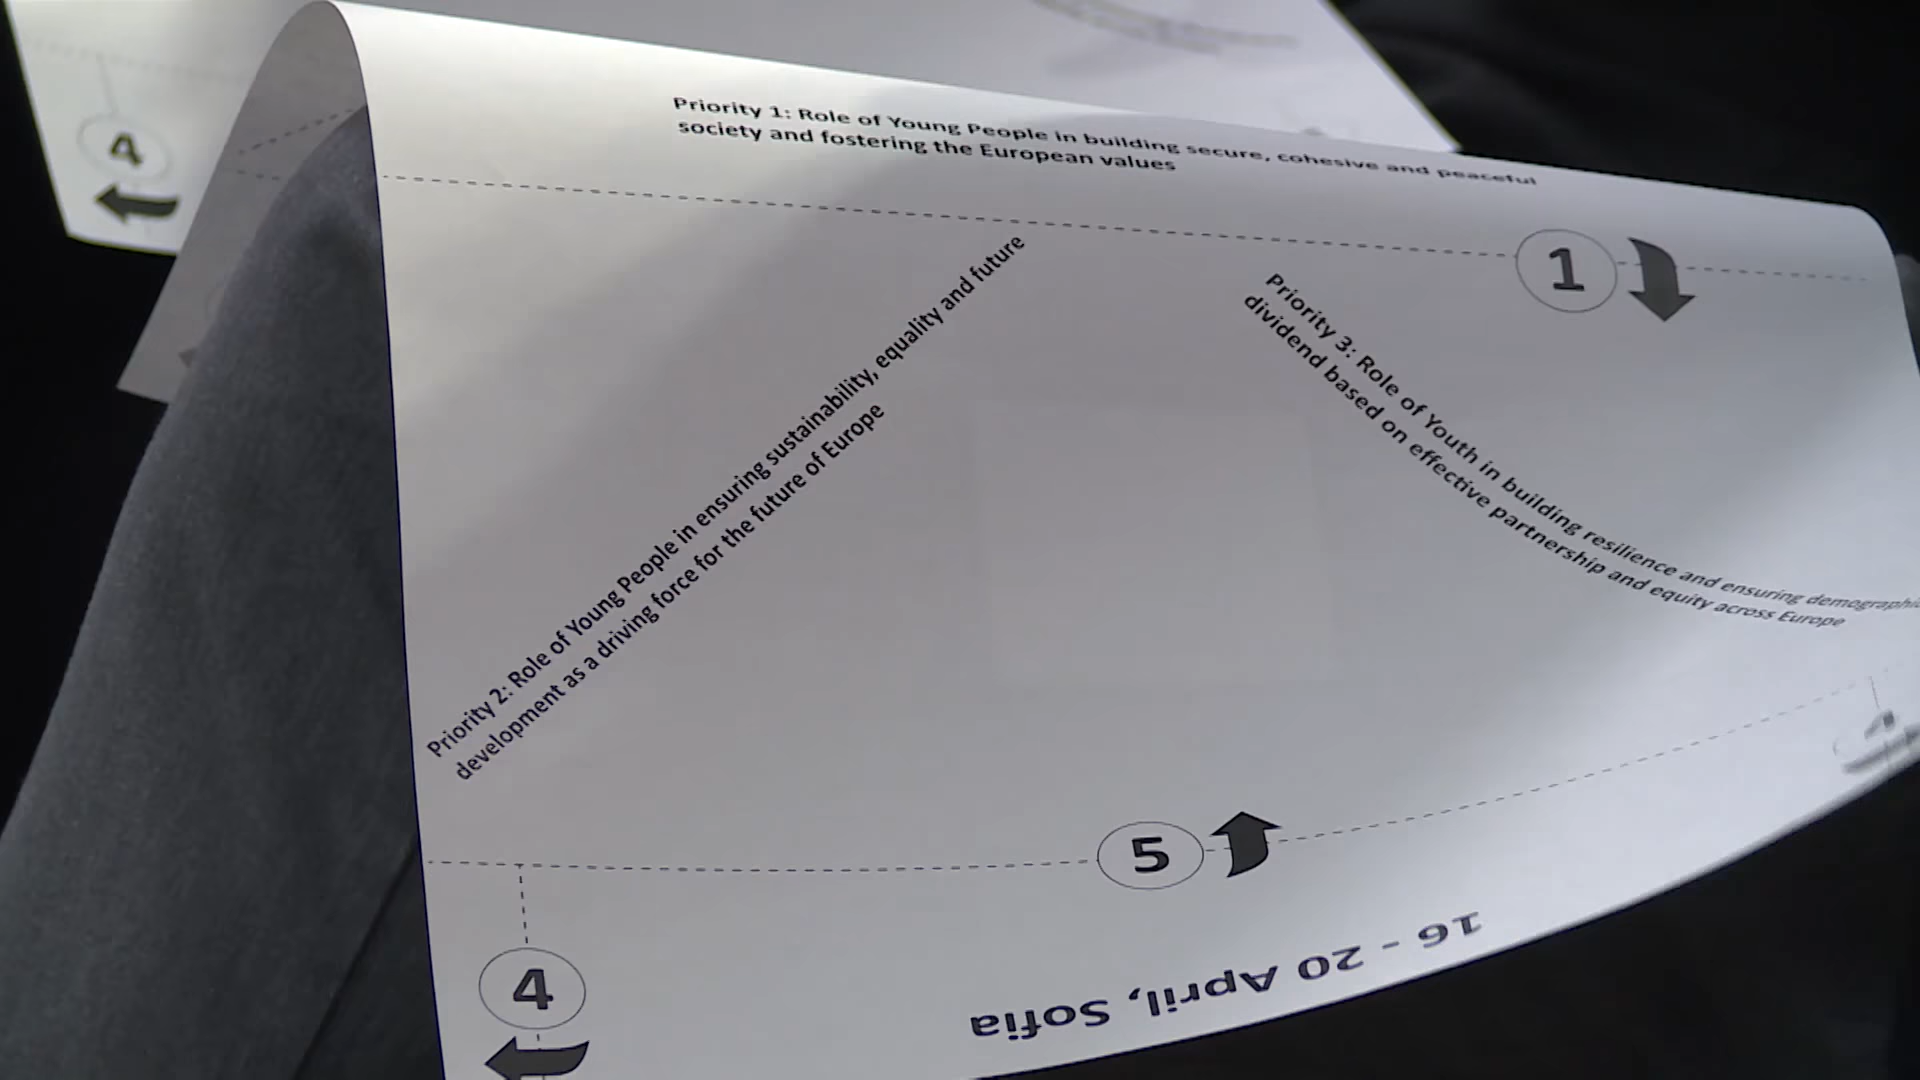 4
Priority 1: Role of Young People in building secure, cohesive and peaceful
society and fostering the European values
1
Priority 2: Role of Young People in ensuring sustainability, equality and future
development as a driving force for the future of Europe
Priority 3: Role of Youth in building resilience and ensuring demographic
dividend based on effective partnership and equity across Europe
5
4
4
16 - 20 April, Sofia